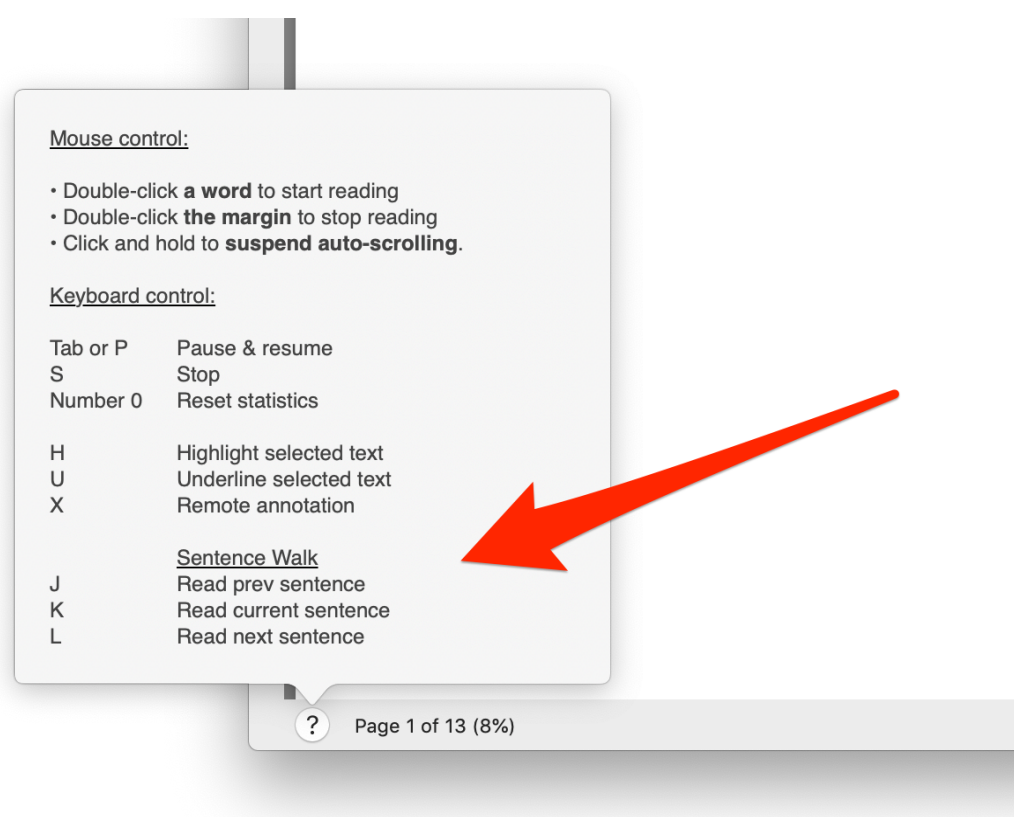 Mouse control:
• Double-click a word to start reading
• Double-click the margin to stop reading
• Click and hold to suspend auto-scrolling.
Keyboard control:
Tab or P Pause & resume
S Stop
Number 0 Reset statistics
H Highlight selected text
U Underline selected text
X Remote annotation
Sentence Walk
J Read prev sentence
K Read current sentence
L Read next sentence
? Page 1 of 13 (8%)